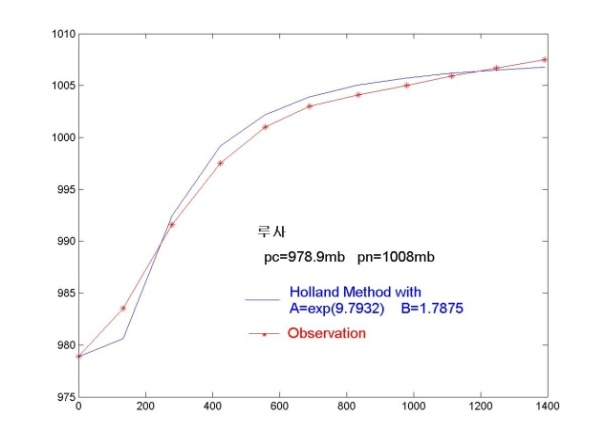 1010
1005
1000
995
990
985
980
975
0 200 400 600 800 1000 1200 1400
루사
pc=978.9mb pn=1008mb
Holland Method with
A=exp(9.7932) B=1.7875
Observation